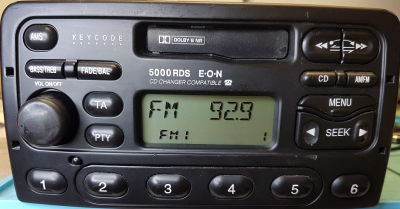 AMS KEYCODE DOLBY B NR
BASS/TREB FADE/BAL CD AM/FM
VOL ON/OFF 5000 RDS E·O·N
CD CHANGER COMPATIBLE
TA FM 92.9 MENU
PTY FM1 1 SEEK
1 2 3 4 5 6